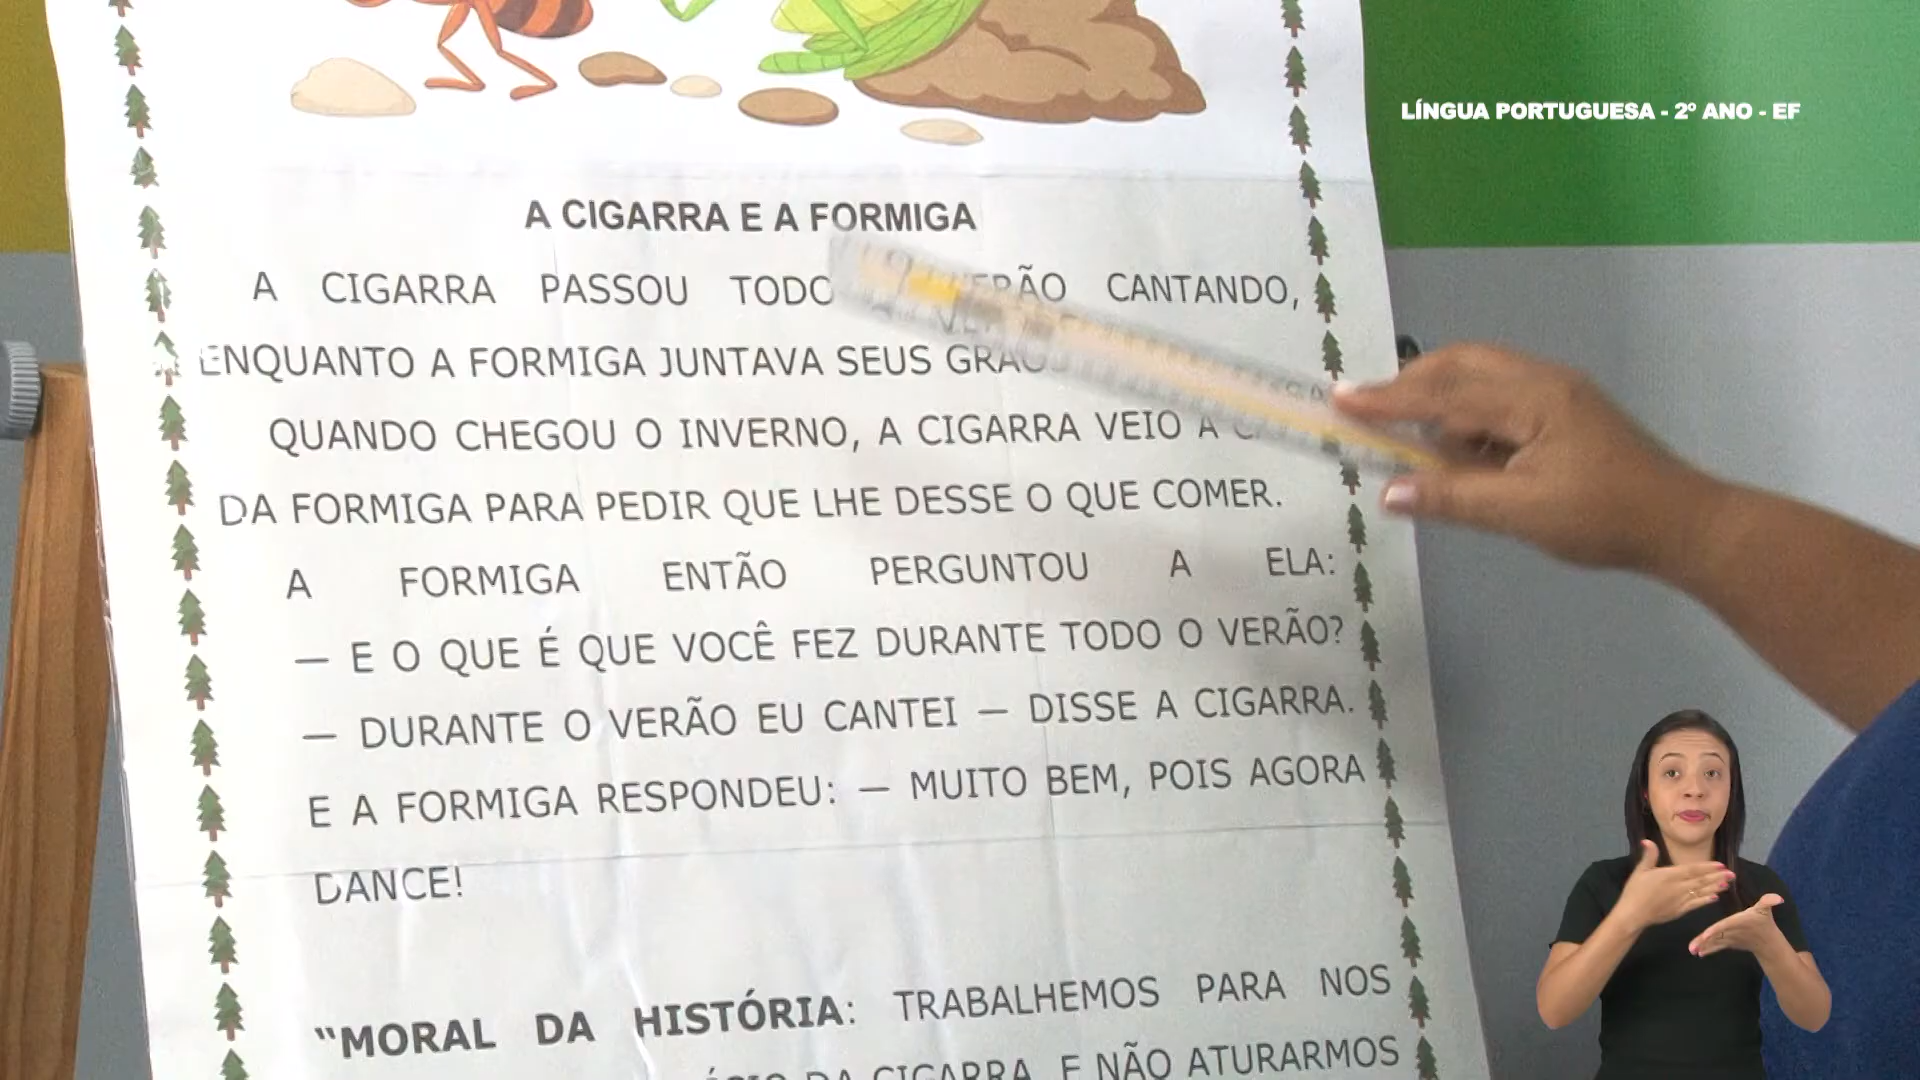 LÍNGUA PORTUGUESA - 2º ANO - EF
A CIGARRA E A FORMIGA
A CIGARRA PASSOU TODO VERÃO CANTANDO,
ENQUANTO A FORMIGA JUNTAVA SEUS
QUANDO CHEGOU O INVERNO, A CIGARRA VEIO À
DA FORMIGA PARA PEDIR QUE LHE DESSE O QUE COMER.
A FORMIGA ENTÃO PERGUNTOU A ELA:
— E O QUE É QUE VOCÊ FEZ DURANTE TODO O VERÃO?
— DURANTE O VERÃO EU CANTEI — DISSE A CIGARRA.
E A FORMIGA RESPONDEU: — MUITO BEM, POIS AGORA
DANCE!
"MORAL DA HISTÓRIA: TRABALHEMOS PARA NOS
DA CIGARRA, E NÃO ATURARMOS